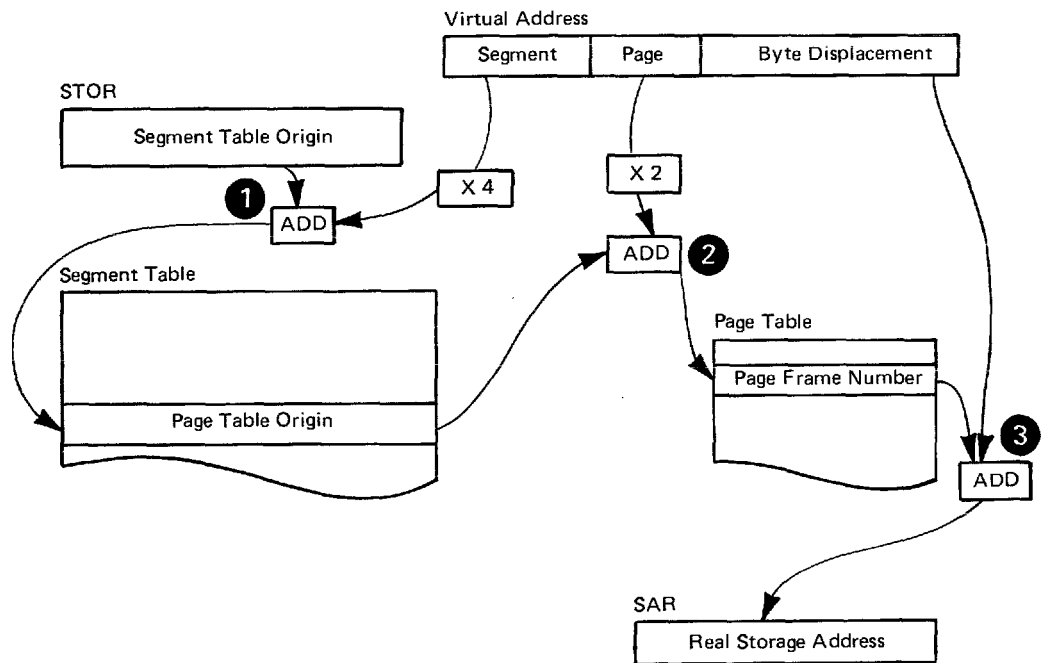 Virtual Address
Segment Page Byte Displacement
STOR
Segment Table Origin
X 4
X 2
1
ADD
ADD
2
Segment Table
Page Table
Page Frame Number
Page Table Origin
3
ADD
SAR
Real Storage Address